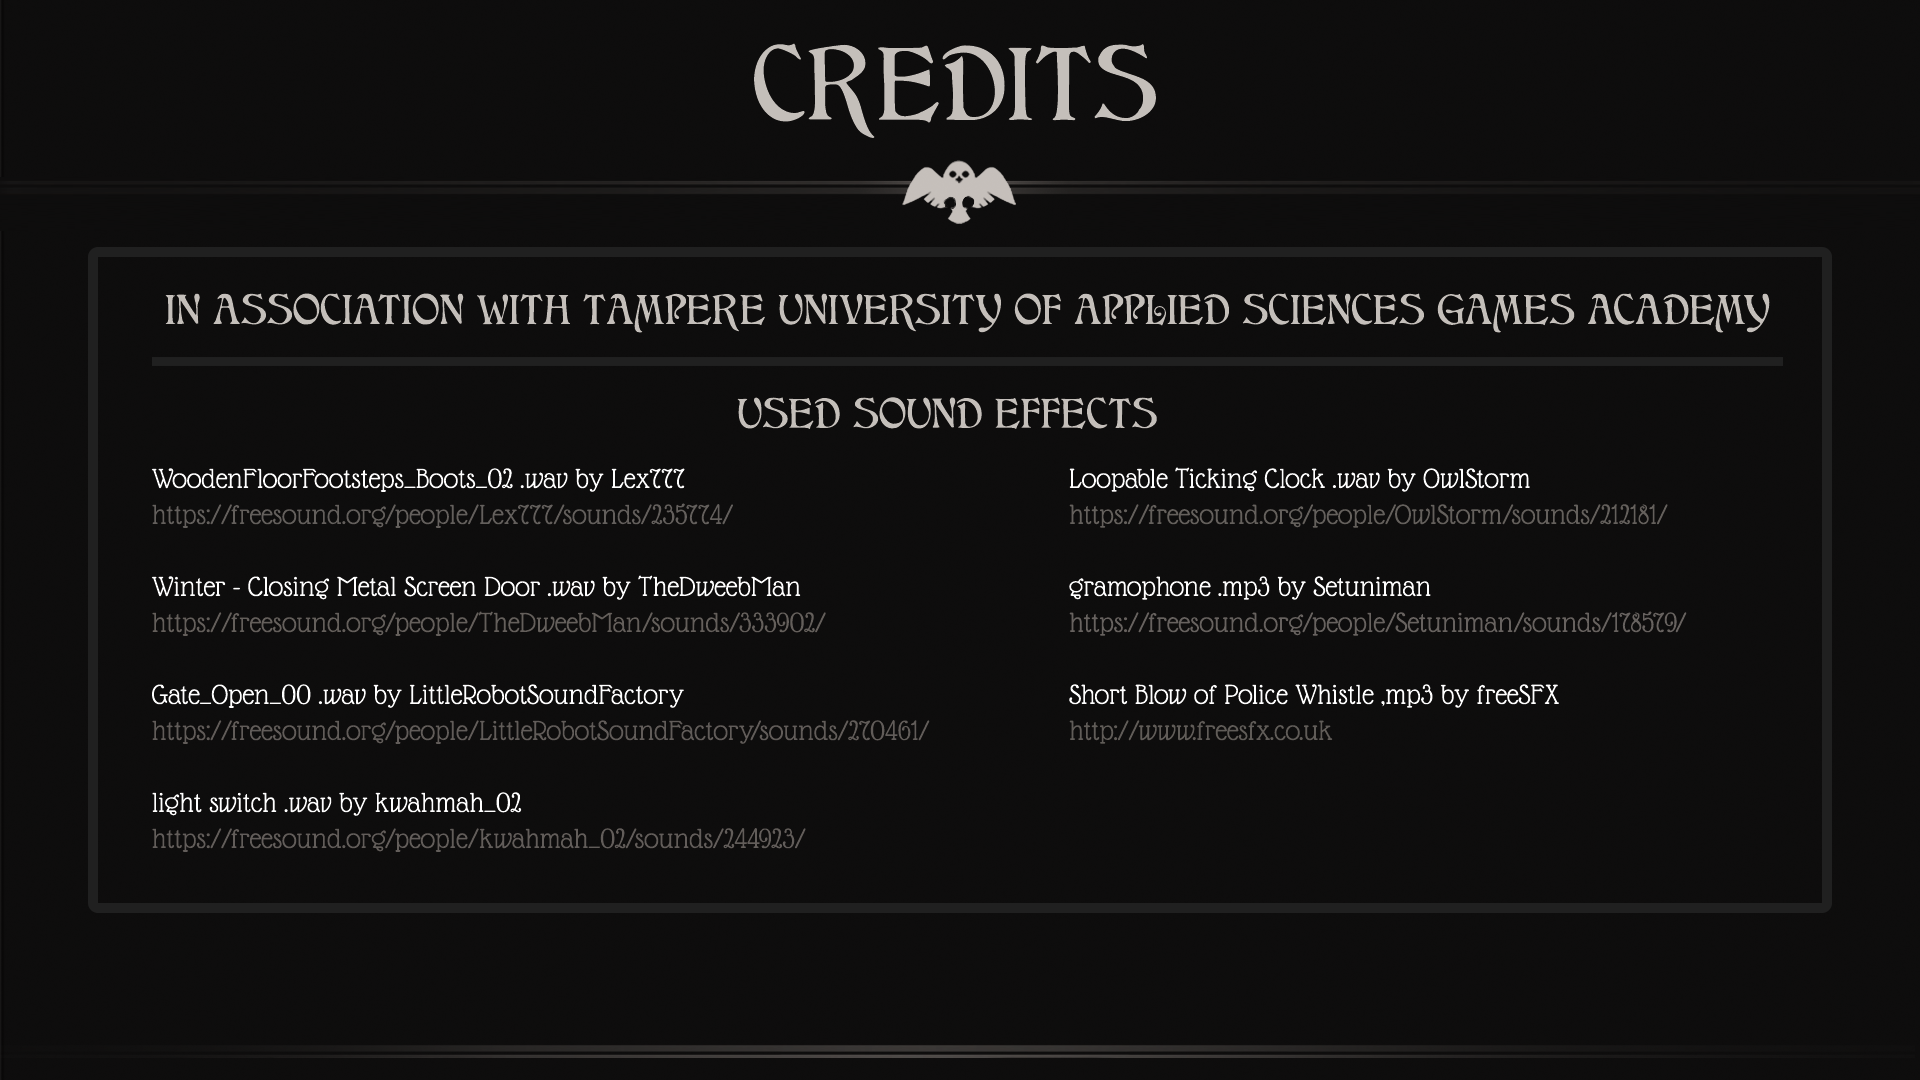 CREDITS
IN ASSOCIATION WITH TAMPERE UNIVERSITY OF APPLIED SCIENCES GAMES ACADEMY
USED SOUND EFFECTS
WoodenFloorFootsteps_Boots_02 .wav by Lex777
https://freesound.org/people/Lex777/sounds/235774/
Winter - Closing Metal Screen Door .wav by TheDweebMan
https://freesound.org/people/TheDweebMan/sounds/333902/
Gate_Open_00 .wav by LittleRobotSoundFactory
https://freesound.org/people/LittleRobotSoundFactory/sounds/270461/
light switch .wav by kwahmah_02
https://freesound.org/people/kwahmah_02/sounds/244923/
Loopable Ticking Clock .wav by OwlStorm
https://freesound.org/people/OwlStorm/sounds/212181/
gramophone .mp3 by Setuniman
https://freesound.org/people/Setuniman/sounds/178579/
Short Blow of Police Whistle ,mp3 by freeSFX
http://www.freesfx.co.uk